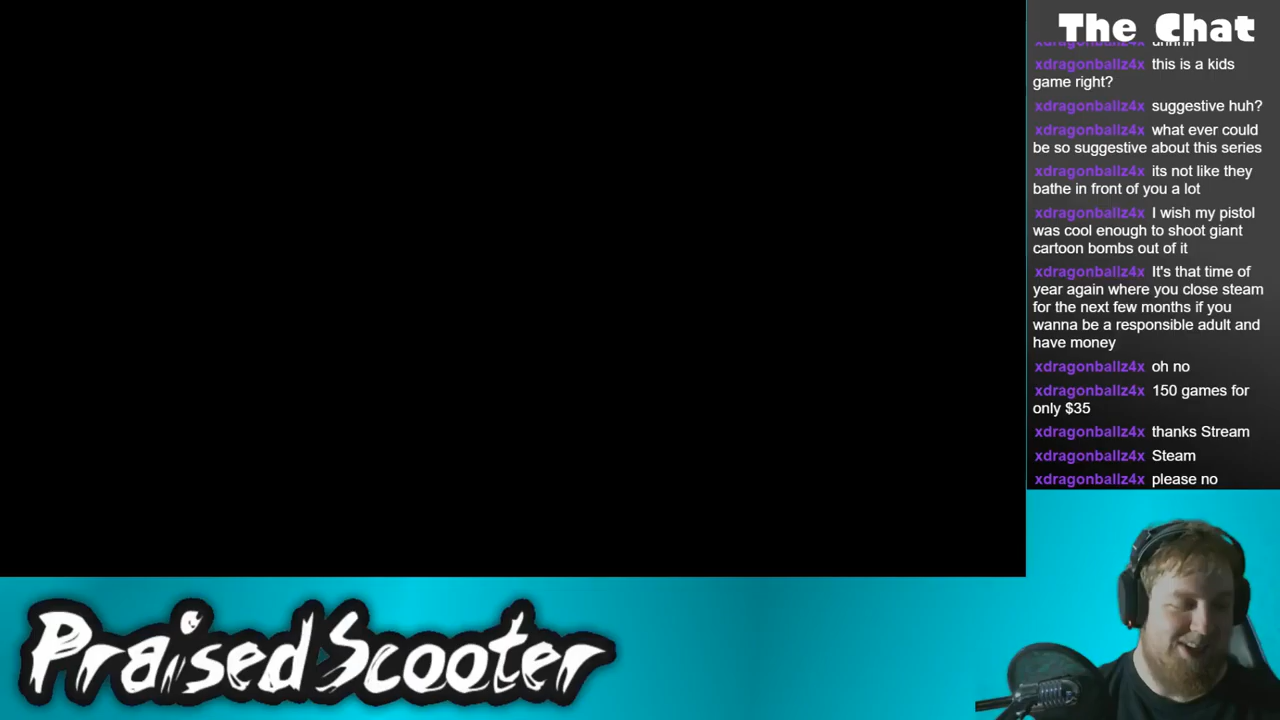 The Chat
xdragonballz4x uhhhh
xdragonballz4x this is a kids
game right?
xdragonballz4x suggestive huh?
xdragonballz4x what ever could
be so suggestive about this series
xdragonballz4x its not like they
bathe in front of you a lot
xdragonballz4x I wish my pistol
was cool enough to shoot giant
cartoon bombs out of it
xdragonballz4x It's that time of
year again where you close steam
for the next few months if you
wanna be a responsible adult and
have money
xdragonballz4x oh no
xdragonballz4x 150 games for
only $35
xdragonballz4x thanks Stream
xdragonballz4x Steam
xdragonballz4x please no
PraisedScooter